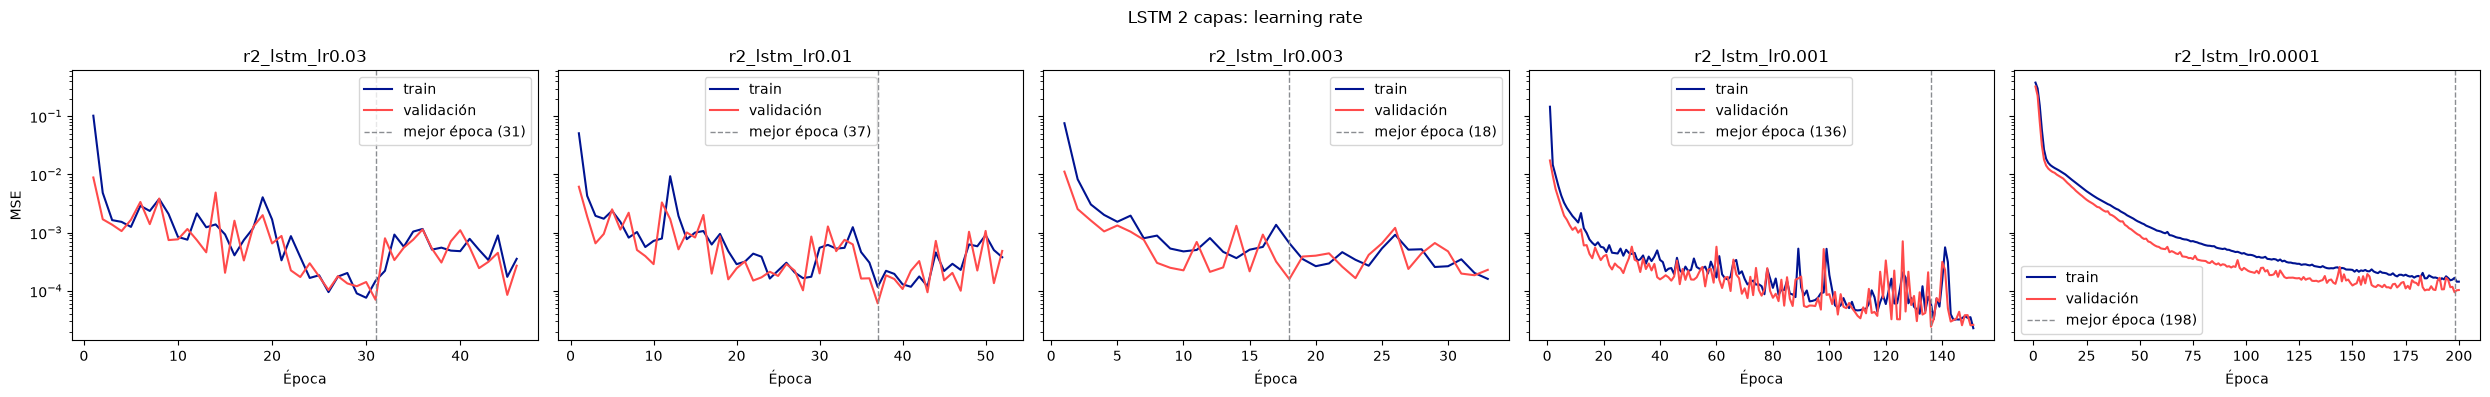 LSTM 2 capas: learning rate
r2_lstm_lr0.03
r2_lstm_lr0.01
r2_lstm_lr0.003
r2_lstm_lr0.001
r2_lstm_lr0.0001
MSE
10⁻¹
10⁻²
10⁻³
10⁻⁴
train
validación
mejor época (31)
0 10 20 30 40
Época
train
validación
mejor época (37)
0 10 20 30 40 50
Época
train
validación
mejor época (18)
0 5 10 15 20 25 30
Época
train
validación
mejor época (136)
0 20 40 60 80 100 120 140
Época
train
validación
mejor época (198)
0 25 50 75 100 125 150 175 200
Época